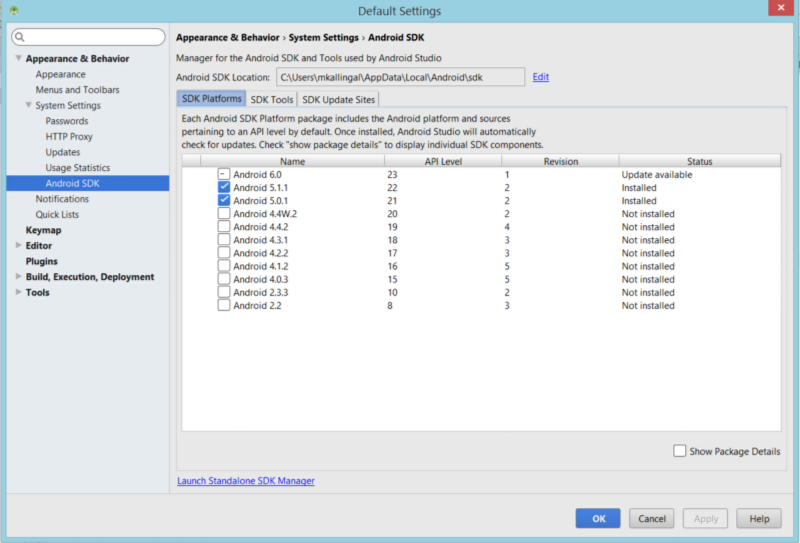 Default Settings
Appearance & Behavior › System Settings › Android SDK
Manager for the Android SDK and Tools used by Android Studio
Android SDK Location: C:\Users\mkallingal\AppData\Local\Android\sdk Edit
Appearance & Behavior
Appearance
Menus and Toolbars
System Settings
Passwords
HTTP Proxy
Updates
Usage Statistics
Android SDK
Notifications
Quick Lists
Keymap
Editor
Plugins
Build, Execution, Deployment
Tools
SDK Platforms SDK Tools SDK Update Sites
Each Android SDK Platform package includes the Android platform and sources
pertaining to an API level by default. Once installed, Android Studio will automatically
check for updates. Check "show package details" to display individual SDK components.
Name API Level Revision Status
Android 6.0 23 1 Update available
Android 5.1.1 22 2 Installed
Android 5.0.1 21 2 Installed
Android 4.4W.2 20 2 Not installed
Android 4.4.2 19 4 Not installed
Android 4.3.1 18 3 Not installed
Android 4.2.2 17 3 Not installed
Android 4.1.2 16 5 Not installed
Android 4.0.3 15 5 Not installed
Android 2.3.3 10 2 Not installed
Android 2.2 8 3 Not installed
Show Package Details
Launch Standalone SDK Manager
OK Cancel Apply Help